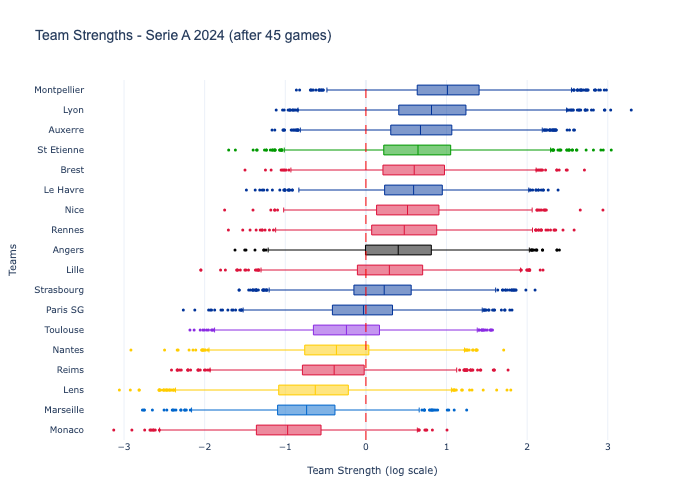 Team Strengths - Serie A 2024 (after 45 games)
Montpellier
Lyon
Auxerre
St Etienne
Brest
Le Havre
Nice
Rennes
Angers
Lille
Strasbourg
Paris SG
Toulouse
Nantes
Reims
Lens
Marseille
Monaco
Teams
−3 −2 −1 0 1 2 3
Team Strength (log scale)